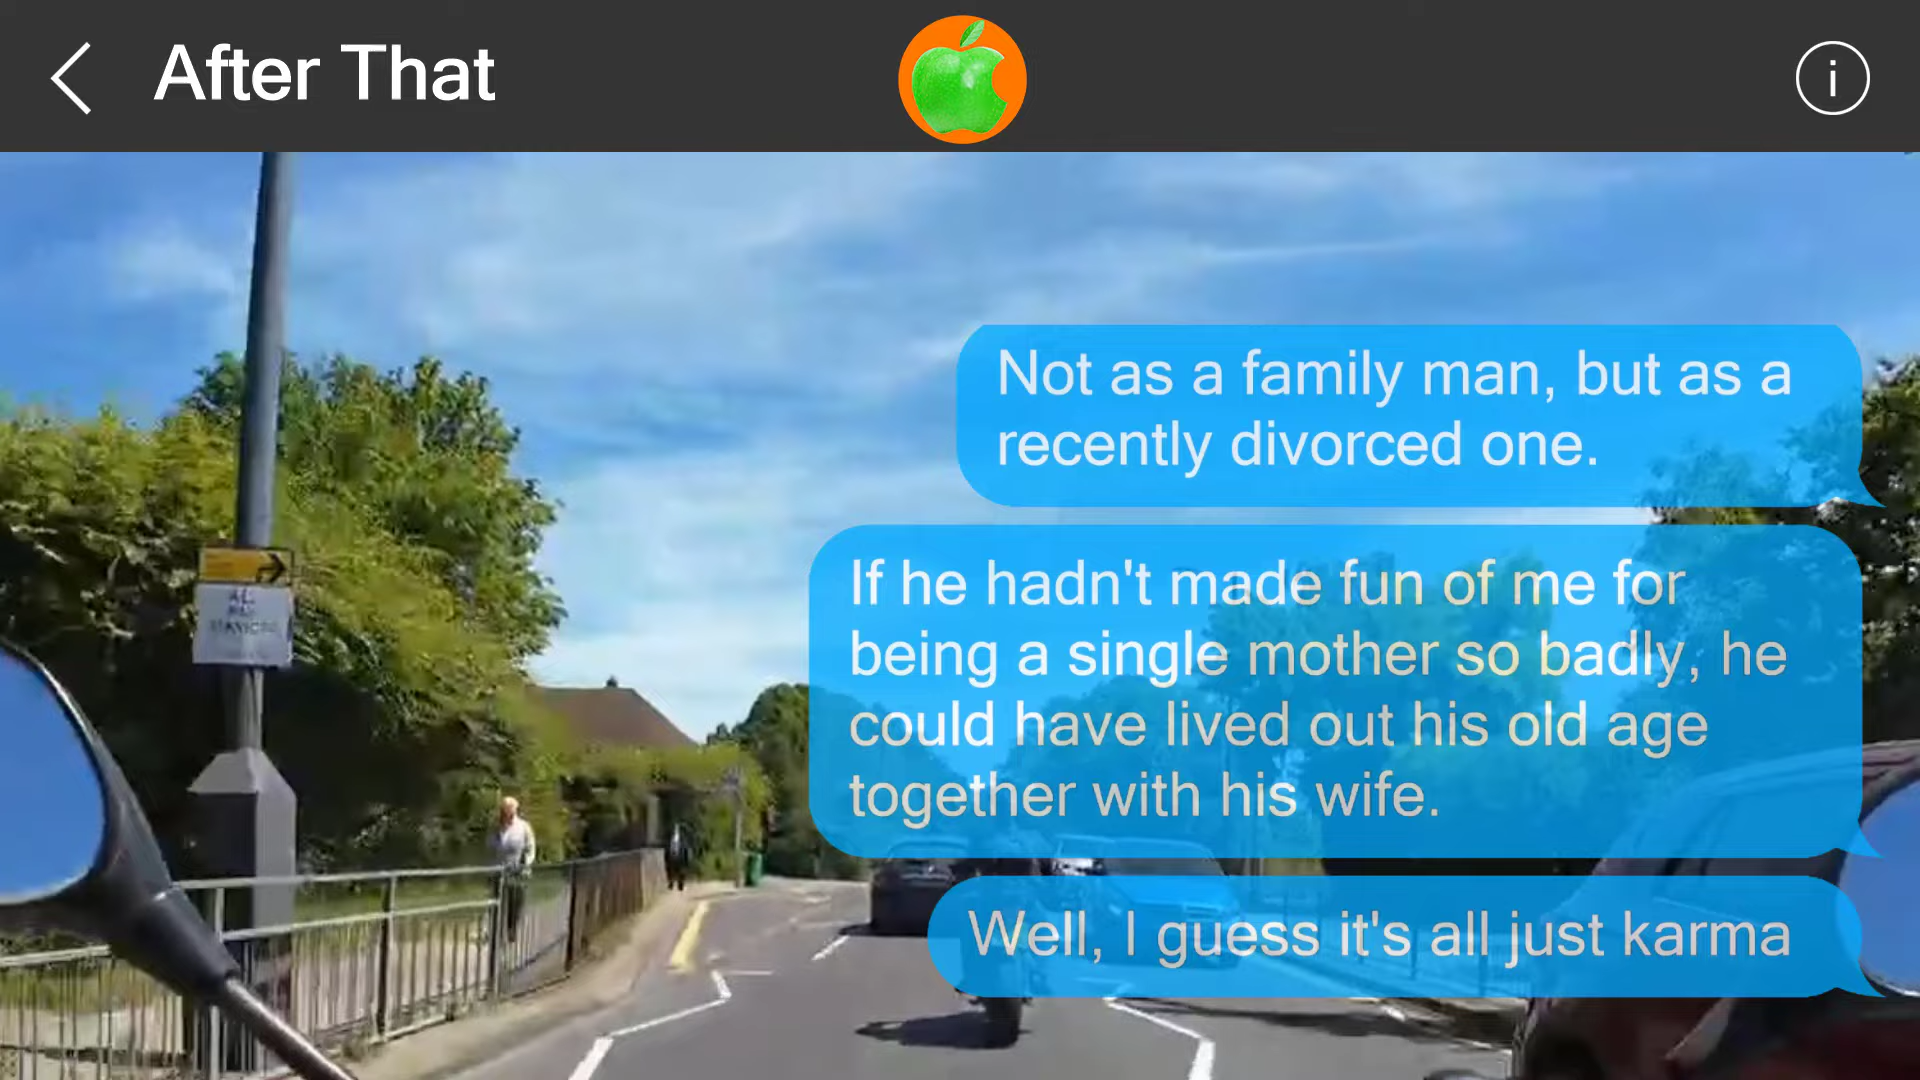 After That
i
Not as a family man, but as a
recently divorced one.
If he hadn't made fun of me for
being a single mother so badly, he
could have lived out his old age
together with his wife.
Well, I guess it's all just karma